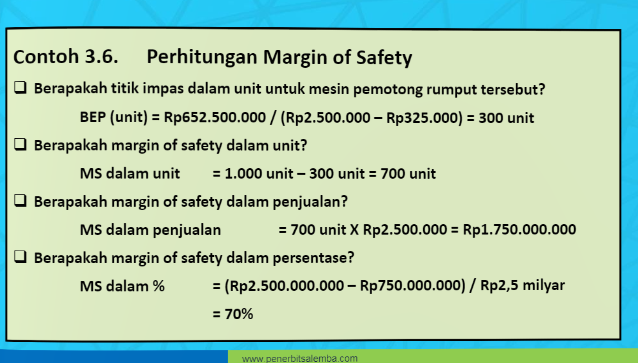 Contoh 3.6. Perhitungan Margin of Safety
❑ Berapakah titik impas dalam unit untuk mesin pemotong rumput tersebut?
BEP (unit) = Rp652.500.000 / (Rp2.500.000 – Rp325.000) = 300 unit
❑ Berapakah margin of safety dalam unit?
MS dalam unit = 1.000 unit – 300 unit = 700 unit
❑ Berapakah margin of safety dalam penjualan?
MS dalam penjualan = 700 unit X Rp2.500.000 = Rp1.750.000.000
❑ Berapakah margin of safety dalam persentase?
MS dalam % = (Rp2.500.000.000 – Rp750.000.000) / Rp2,5 milyar
= 70%
www.penerbitsalemba.com